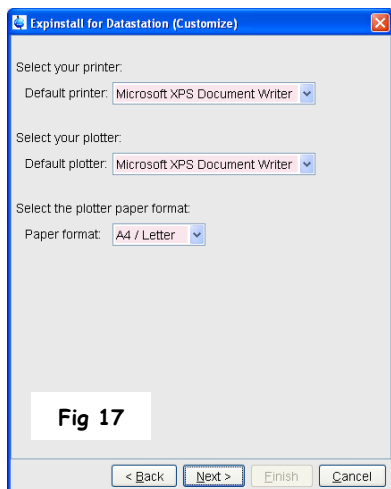 Expinstall for Datastation (Customize)
Select your printer:
Default printer: Microsoft XPS Document Writer
Select your plotter:
Default plotter: Microsoft XPS Document Writer
Select the plotter paper format:
Paper format: A4 / Letter
Fig 17
< Back Next > Finish Cancel